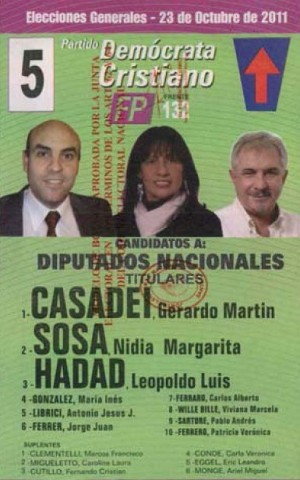 Elecciones Generales - 23 de Octubre de 2011
5
Partido Demócrata
Cristiano
FP
FRENTE
132
CANDIDATOS A:
DIPUTADOS NACIONALES
TITULARES
1- CASADEI, Gerardo Martin
2- SOSA, Nidia Margarita
3- HADAD, Leopoldo Luis
4 -GONZALEZ, María Inés
5 -LIBRICI, Antonio Jesus J.
6 -FERRER, Jorge Juan
7-FERRARO, Carlos Alberto
8 -WILLE BILLE, Viviana Marcela
9 -SARTORE, Pablo Andrés
10 -FERRERO, Patricia Verónica
SUPLENTES
1 -CLEMENTELLI, Marcos Francisco
2 -MIGUELETTO, Carolina Laura
3 -CUTILLO, Fernando Cristian
4 -CONDE, Carla Veronica
5 -EGGEL, Eric Leandro
6 -MONGE, Ariel Miguel